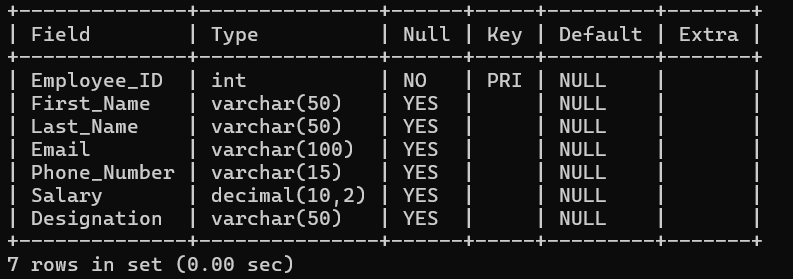 +--------------+---------------+------+-----+---------+-------+
| Field        | Type          | Null | Key | Default | Extra |
+--------------+---------------+------+-----+---------+-------+
| Employee_ID  | int           | NO   | PRI | NULL    |       |
| First_Name   | varchar(50)   | YES  |     | NULL    |       |
| Last_Name    | varchar(50)   | YES  |     | NULL    |       |
| Email        | varchar(100)  | YES  |     | NULL    |       |
| Phone_Number | varchar(15)   | YES  |     | NULL    |       |
| Salary       | decimal(10,2) | YES  |     | NULL    |       |
| Designation  | varchar(50)   | YES  |     | NULL    |       |
+--------------+---------------+------+-----+---------+-------+
7 rows in set (0.00 sec)